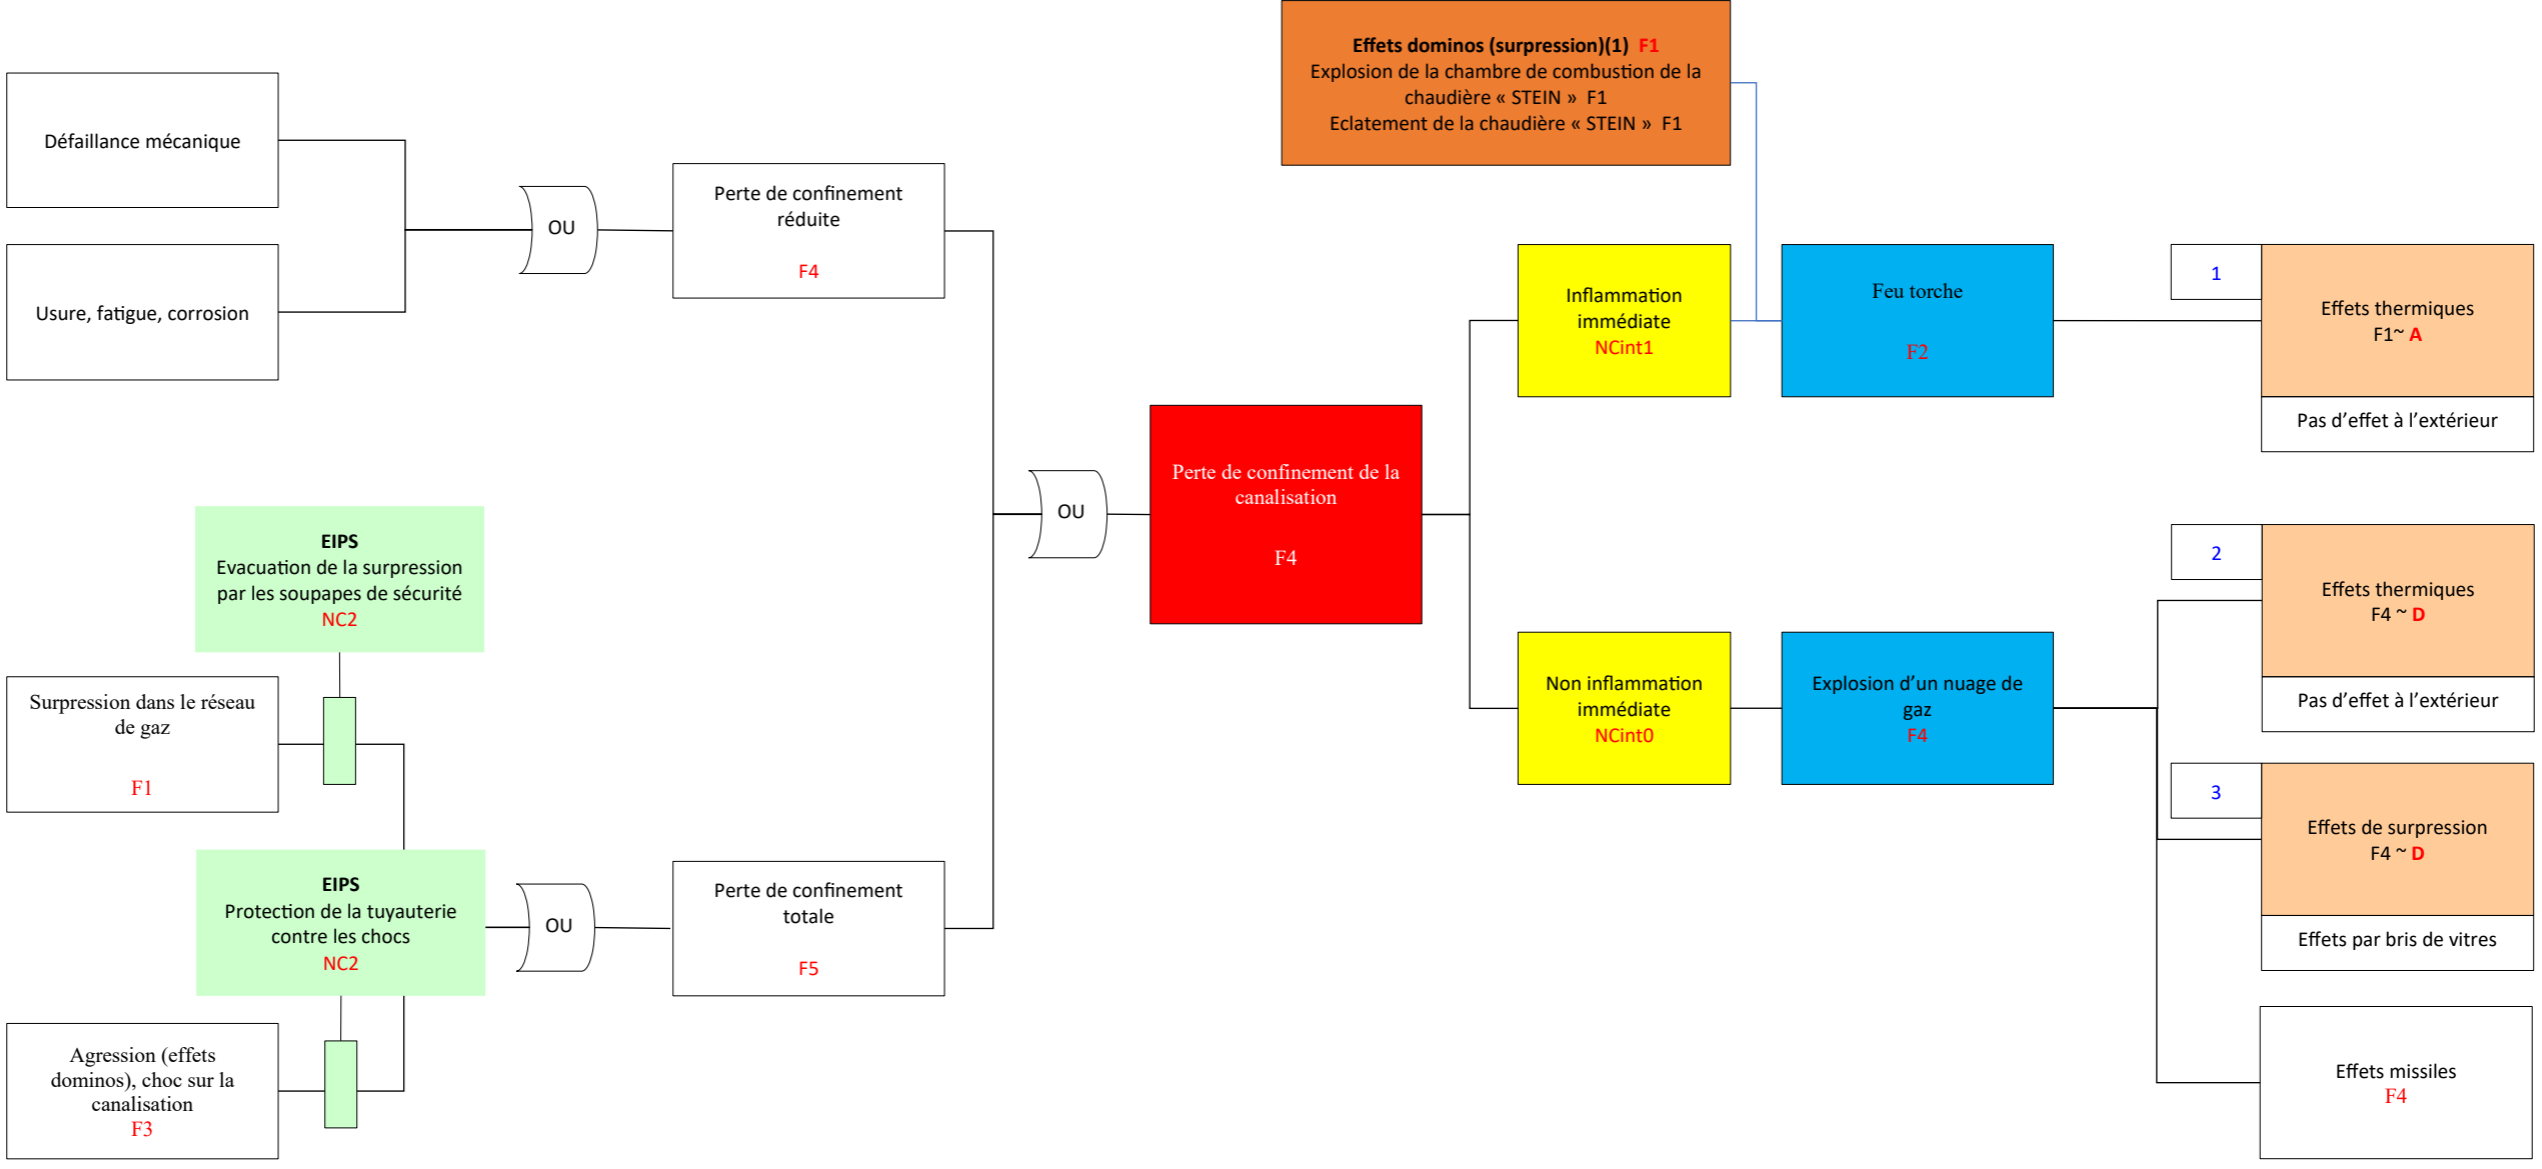 Effets dominos (surpression)(1) F1
Explosion de la chambre de combustion de la
chaudière « STEIN » F1
Eclatement de la chaudière « STEIN » F1
Défaillance mécanique
Usure, fatigue, corrosion
OU
Perte de confinement
réduite
F4
EIPS
Evacuation de la surpression
par les soupapes de sécurité
NC2
Surpression dans le réseau
de gaz
F1
EIPS
Protection de la tuyauterie
contre les chocs
NC2
Agression (effets
dominos), choc sur la
canalisation
F3
OU
Perte de confinement
totale
F5
OU
Perte de confinement de la
canalisation
F4
Inflammation
immédiate
NCint1
Feu torche
F2
1
Effets thermiques
F1~ A
Pas d’effet à l’extérieur
Non inflammation
immédiate
NCint0
Explosion d’un nuage de
gaz
F4
2
Effets thermiques
F4 ~ D
Pas d’effet à l’extérieur
3
Effets de surpression
F4 ~ D
Effets par bris de vitres
Effets missiles
F4